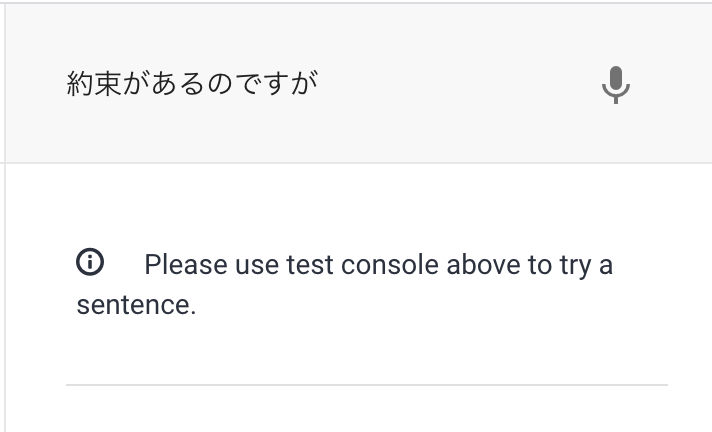 約束があるのですが
Please use test console above to try a
sentence.